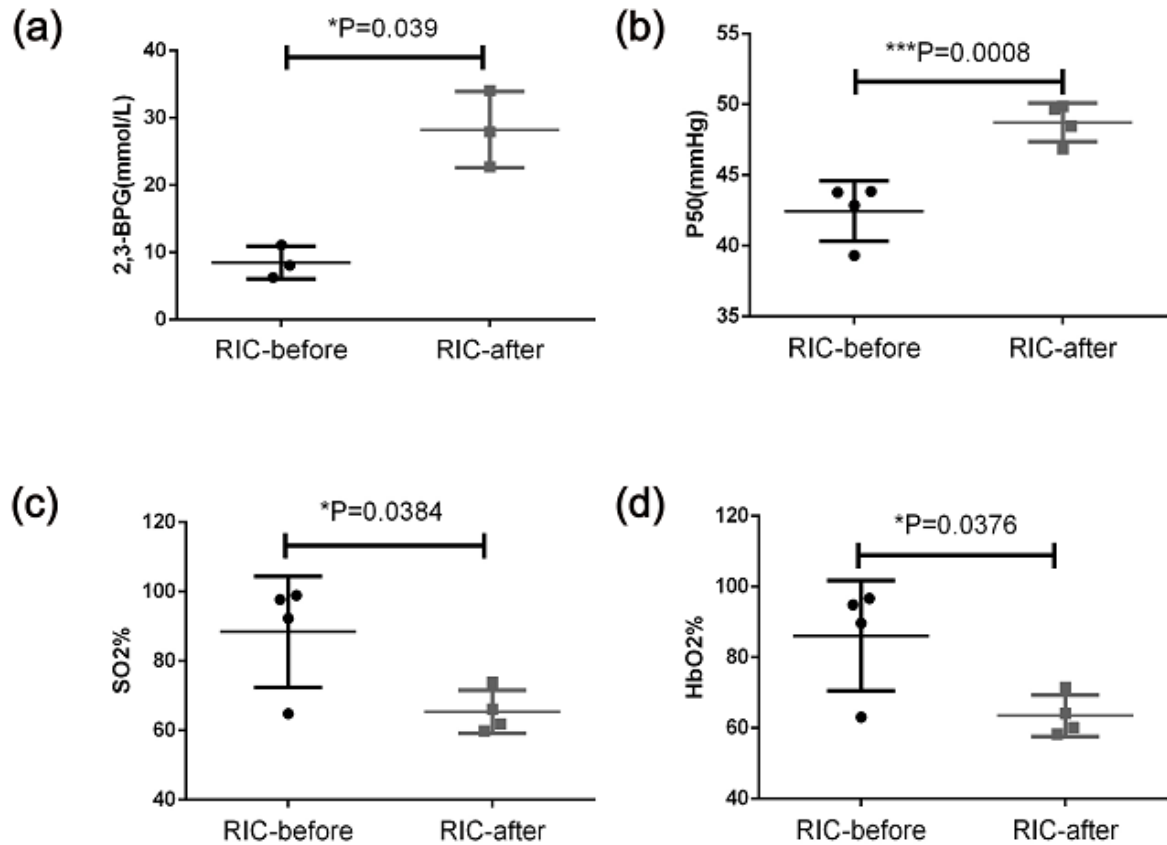 (a)
*P=0.039
2,3-BPG(mmol/L)
40
30
20
10
0
RIC-before RIC-after
(b)
***P=0.0008
P50(mmHg)
55
50
45
40
35
RIC-before RIC-after
(c)
*P=0.0384
SO2%
120
100
80
60
40
RIC-before RIC-after
(d)
*P=0.0376
HbO2%
120
100
80
60
40
RIC-before RIC-after